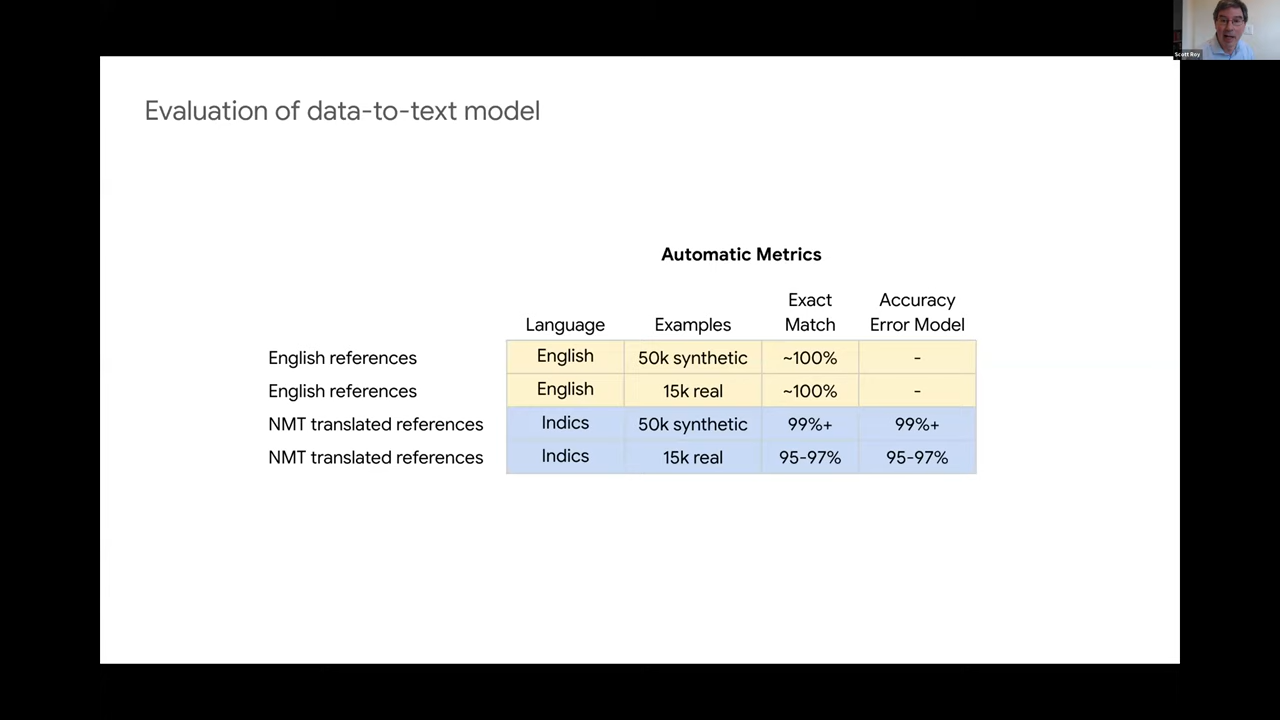 Scott Roy
Evaluation of data-to-text model
Automatic Metrics
Language Examples Exact Match Accuracy Error Model
English references English 50k synthetic ~100% -
English references English 15k real ~100% -
NMT translated references Indics 50k synthetic 99%+ 99%+
NMT translated references Indics 15k real 95-97% 95-97%